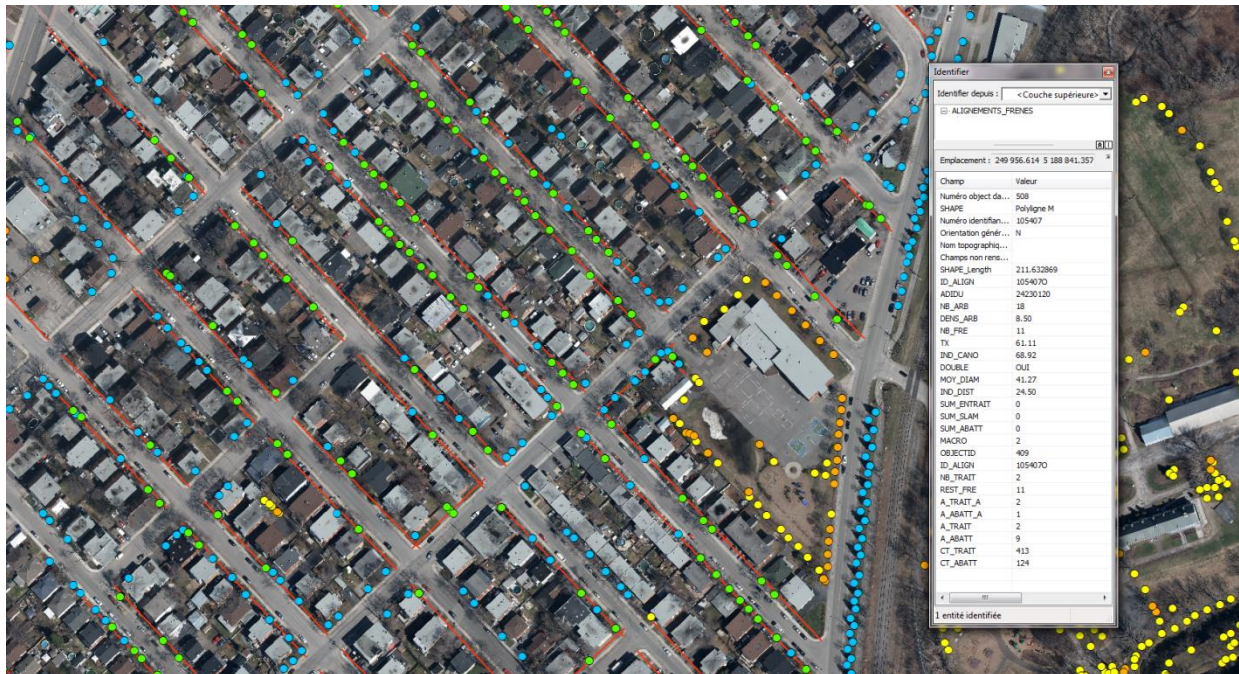 Identifier
Identifier depuis : <Couche supérieure>
ALIGNEMENTS_FRENES
Emplacement : 249 956.614 5 188 841.357
Champ Valeur
Numéro object da... 508
SHAPE Polyligne M
Numéro identifian... 105407
Orientation génér... N
Nom topographiq...
Champs non rens...
SHAPE_Length 211.632869
ID_ALIGN 105407O
ADIDU 24230120
NB_ARB 18
DENS_ARB 8.50
NB_FRE 11
TX 61.11
IND_CANO 68.92
DOUBLE OUI
MOY_DIAM 41.27
IND_DIST 24.50
SUM_ENTRAIT 0
SUM_SLAM 0
SUM_ABATT 0
MACRO 2
OBJECTID 409
ID_ALIGN 105407O
NB_TRAIT 2
REST_FRE 11
A_TRAIT_A 2
A_ABATT_A 1
A_TRAIT 2
A_ABATT 9
CT_TRAIT 413
CT_ABATT 124
1 entité identifiée